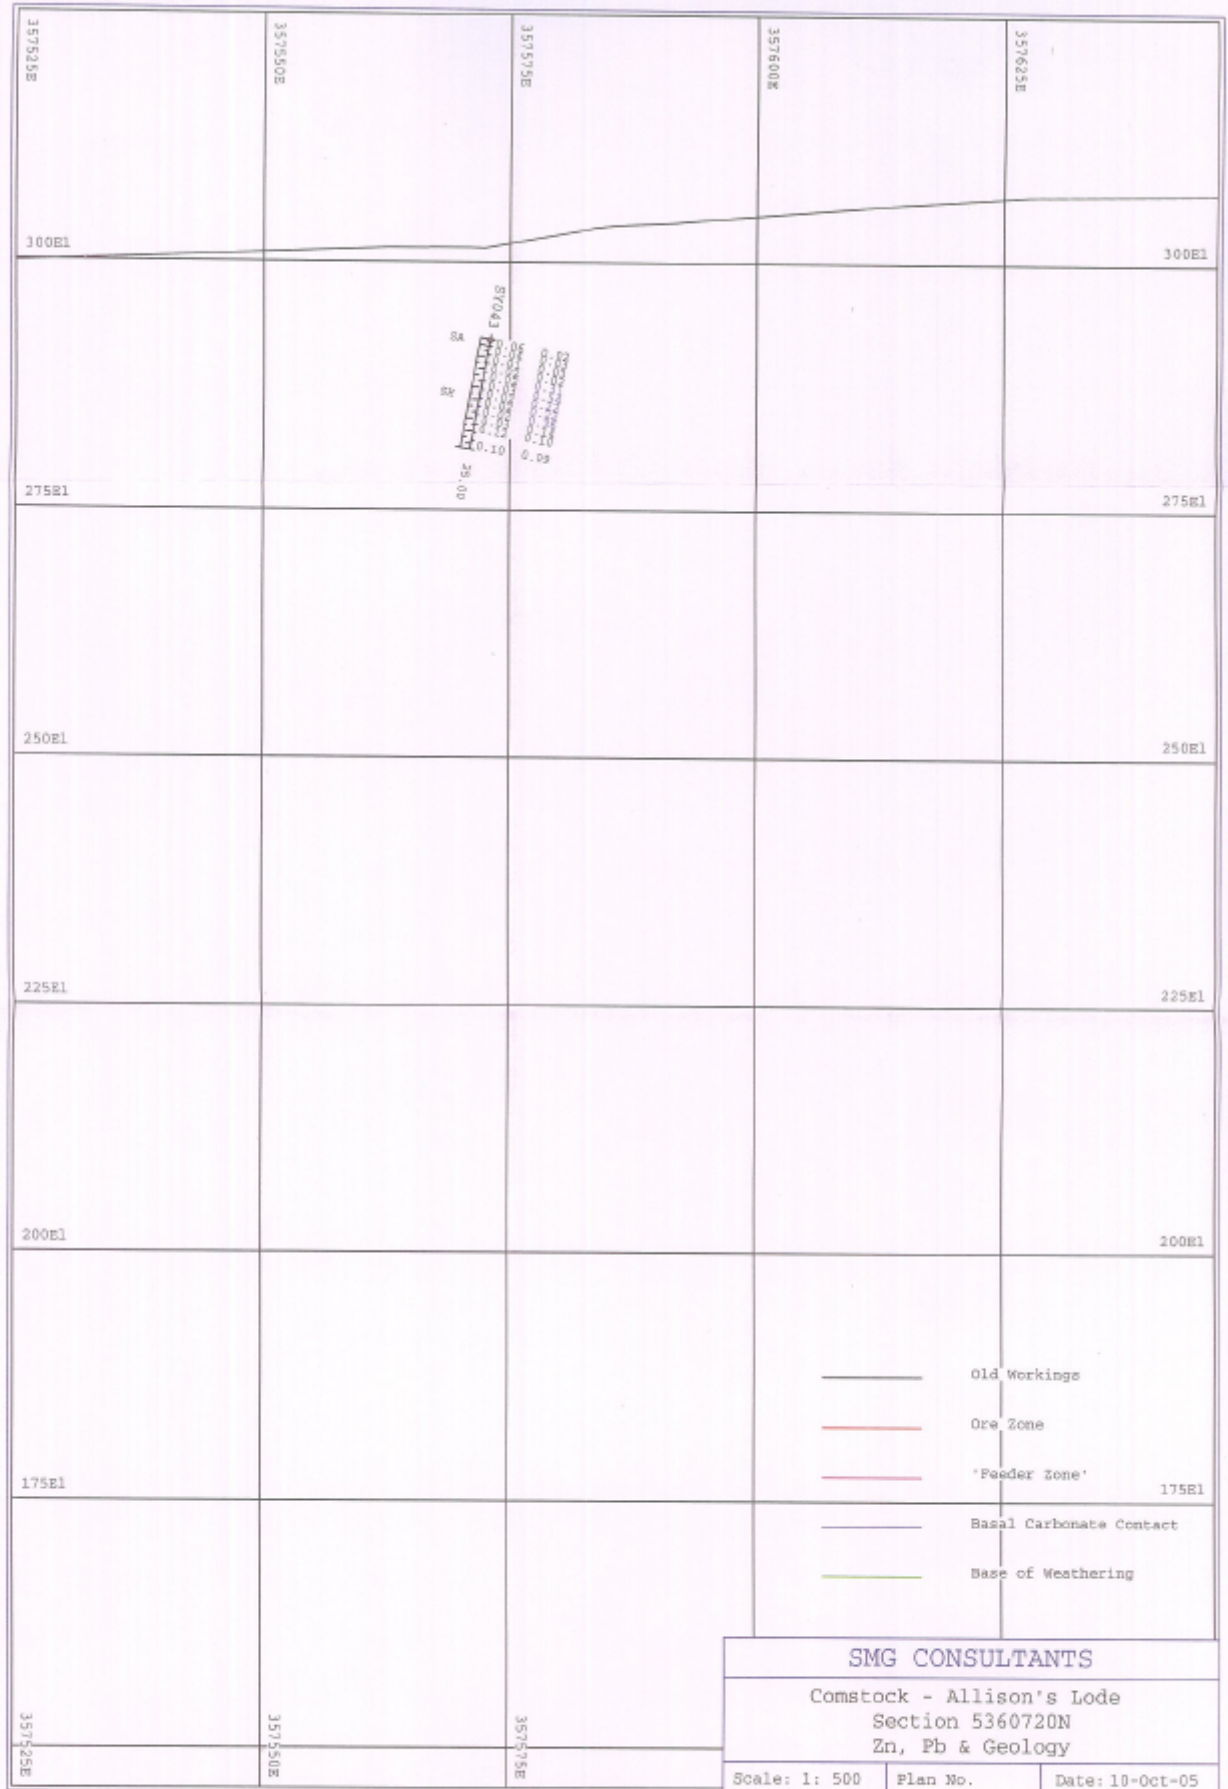 357525E
357550E
357575E
357600E
357625E
300El
300El
SY043
SA
0.10
0.09
275El
275El
250El
250El
225El
225El
200El
200El
Old Workings
Ore Zone
'Feeder Zone'
175El
175El
Basal Carbonate Contact
Base of Weathering
SMG CONSULTANTS
Comstock - Allison's Lode
Section 5360720N
Zn, Pb & Geology
357525E
357550E
357575E
Scale: 1: 500
Plan No.
Date: 10-Oct-05